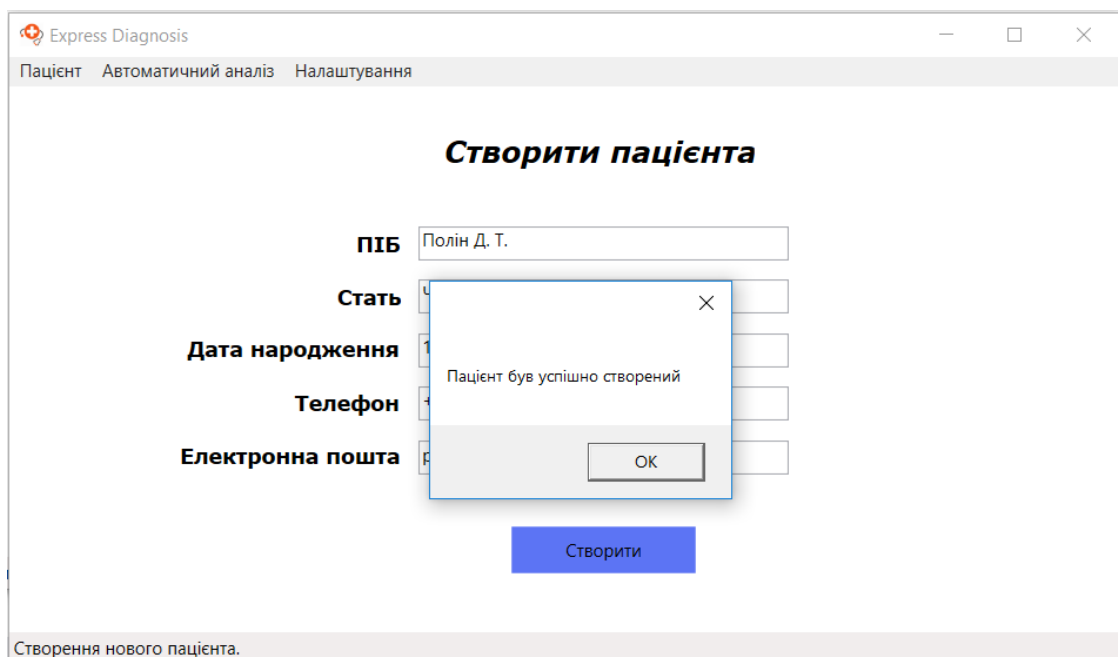 Express Diagnosis
Пацієнт Автоматичний аналіз Налаштування
Створити пацієнта
ПІБ Полін Д. Т.
Стать
Дата народження
Телефон
Електронна пошта
Пацієнт був успішно створений
OK
Створити
Створення нового пацієнта.